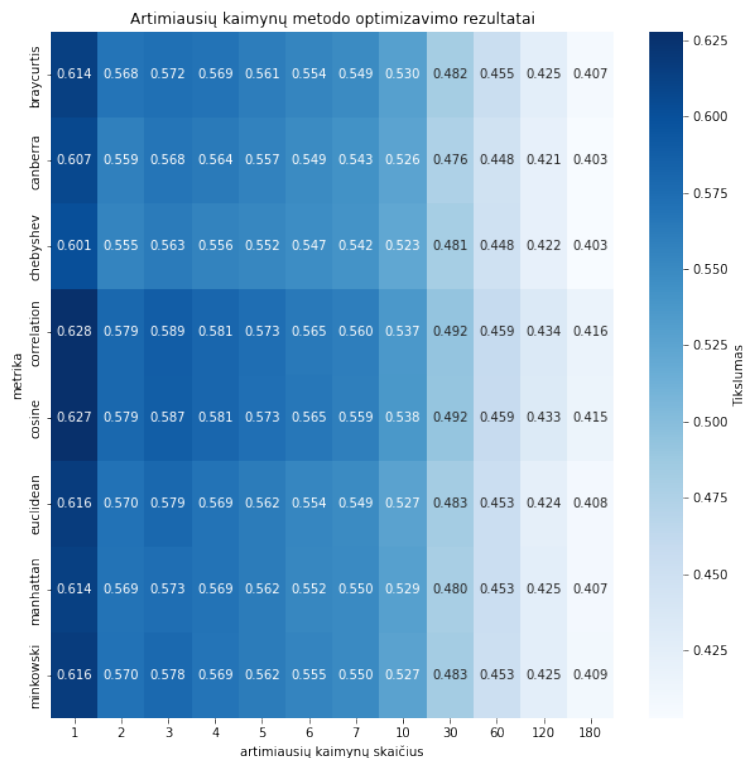 Artimiausių kaimynų metodo optimizavimo rezultatai
metrika
braycurtis 0.614 0.568 0.572 0.569 0.561 0.554 0.549 0.530 0.482 0.455 0.425 0.407
canberra 0.607 0.559 0.568 0.564 0.557 0.549 0.543 0.526 0.476 0.448 0.421 0.403
chebyshev 0.601 0.555 0.563 0.556 0.552 0.547 0.542 0.523 0.481 0.448 0.422 0.403
correlation 0.628 0.579 0.589 0.581 0.573 0.565 0.560 0.537 0.492 0.459 0.434 0.416
cosine 0.627 0.579 0.587 0.581 0.573 0.565 0.559 0.538 0.492 0.459 0.433 0.415
euclidean 0.616 0.570 0.579 0.569 0.562 0.554 0.549 0.527 0.483 0.453 0.424 0.408
manhattan 0.614 0.569 0.573 0.569 0.562 0.552 0.550 0.529 0.480 0.453 0.425 0.407
minkowski 0.616 0.570 0.578 0.569 0.562 0.555 0.550 0.527 0.483 0.453 0.425 0.409
1 2 3 4 5 6 7 10 30 60 120 180
artimiausių kaimynų skaičius
0.625
0.600
0.575
0.550
0.525
0.500
0.475
0.450
0.425
Tikslumas